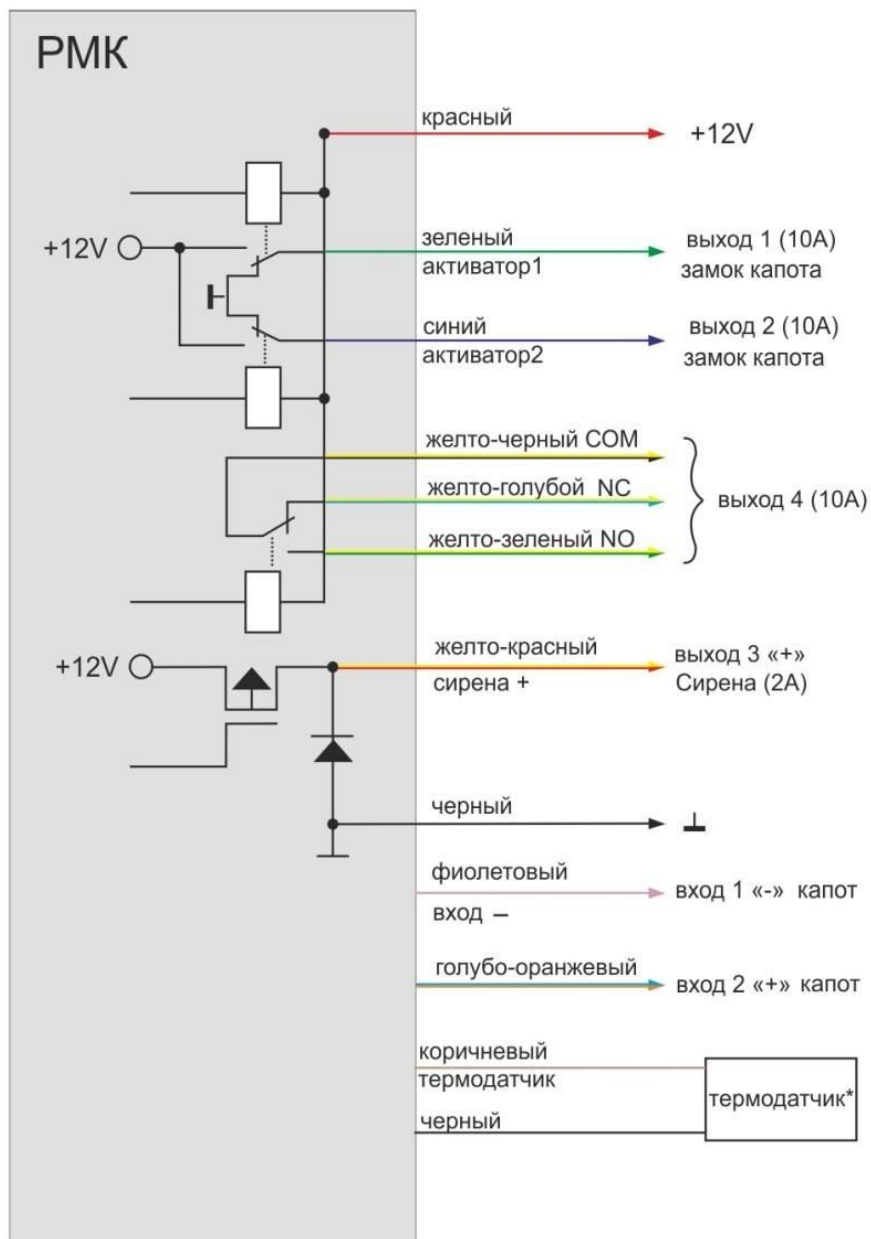 РМК
красный
+12V
+12V
зеленый
активатор1
выход 1 (10А)
замок капота
синий
активатор2
выход 2 (10А)
замок капота
желто-черный COM
желто-голубой NC
желто-зеленый NO
выход 4 (10А)
+12V
желто-красный
сирена +
выход 3 «+»
Сирена (2А)
черный
фиолетовый
вход –
вход 1 «-» капот
голубо-оранжевый
вход 2 «+» капот
коричневый
термодатчик
черный
термодатчик*